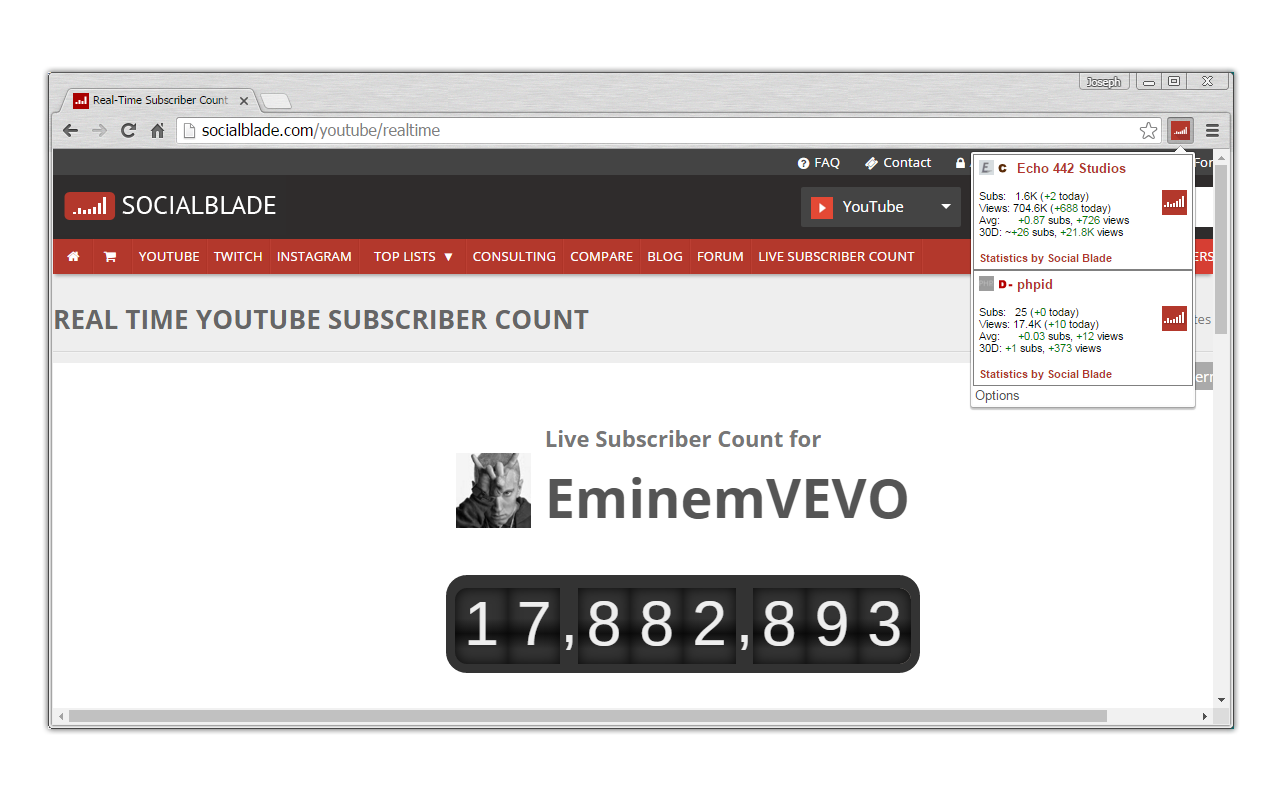 Joseph
Real-Time Subscriber Count
socialblade.com/youtube/realtime
FAQ Contact
SOCIALBLADE
YouTube
YOUTUBE TWITCH INSTAGRAM TOP LISTS ▼ CONSULTING COMPARE BLOG FORUM LIVE SUBSCRIBER COUNT
REAL TIME YOUTUBE SUBSCRIBER COUNT
E C Echo 442 Studios
Subs: 1.6K (+2 today)
Views: 704.6K (+688 today)
Avg: +0.87 subs, +726 views
30D: ~+26 subs, +21.8K views
Statistics by Social Blade
D- phpid
Subs: 25 (+0 today)
Views: 17.4K (+10 today)
Avg: +0.03 subs, +12 views
30D: +1 subs, +373 views
Statistics by Social Blade
Options
Live Subscriber Count for
EminemVEVO
17,882,893